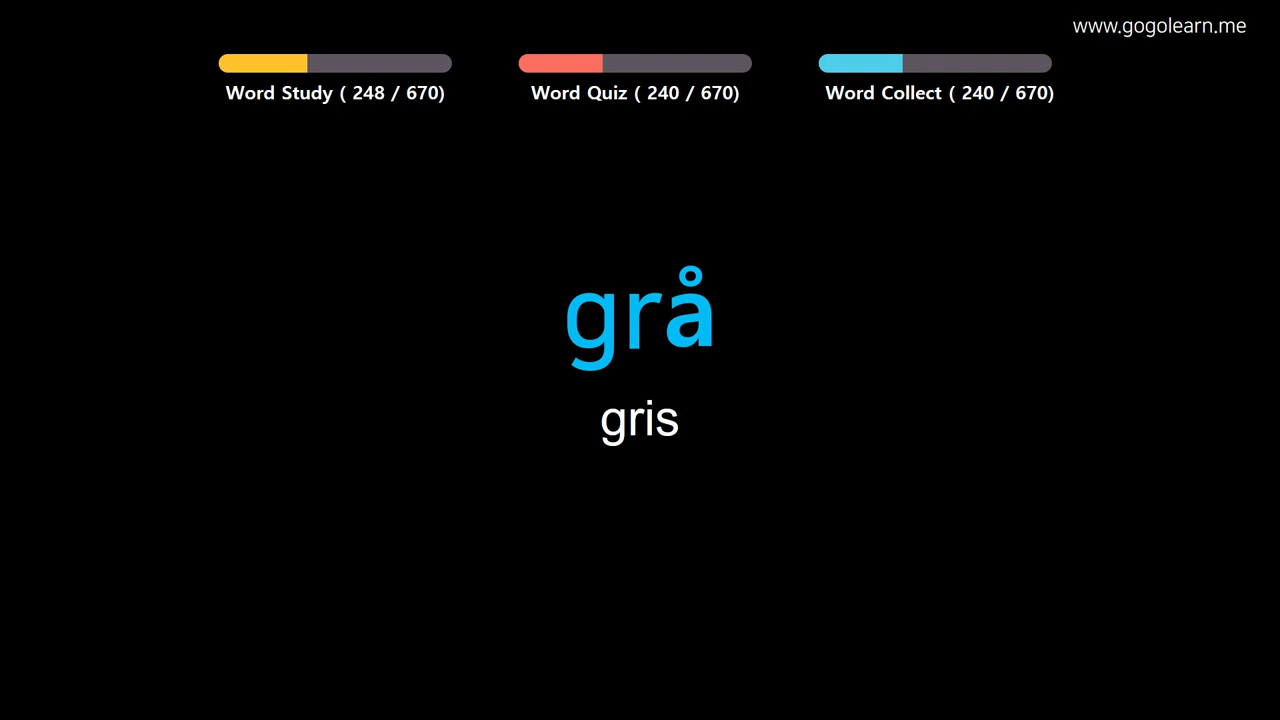 www.gogolearn.me
Word Study ( 248 / 670)
Word Quiz ( 240 / 670)
Word Collect ( 240 / 670)
grå
gris